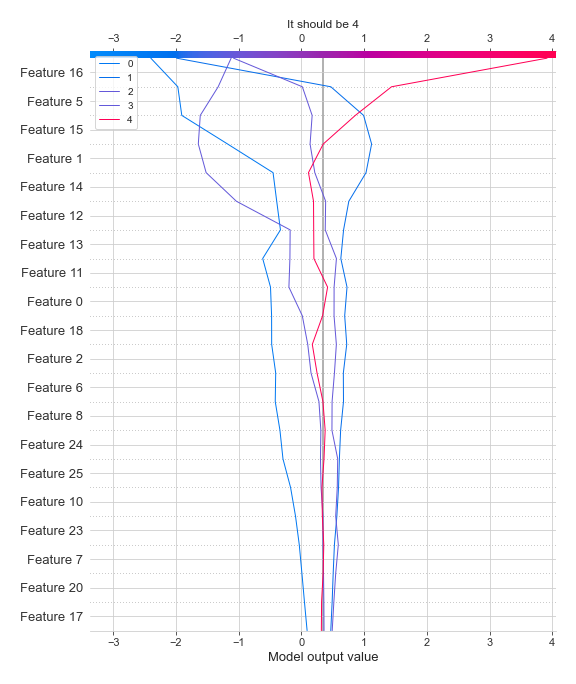 It should be 4
−3 −2 −1 0 1 2 3 4
0
1
2
3
4
Feature 16
Feature 5
Feature 15
Feature 1
Feature 14
Feature 12
Feature 13
Feature 11
Feature 0
Feature 18
Feature 2
Feature 6
Feature 8
Feature 24
Feature 25
Feature 10
Feature 23
Feature 7
Feature 20
Feature 17
−3 −2 −1 0 1 2 3 4
Model output value